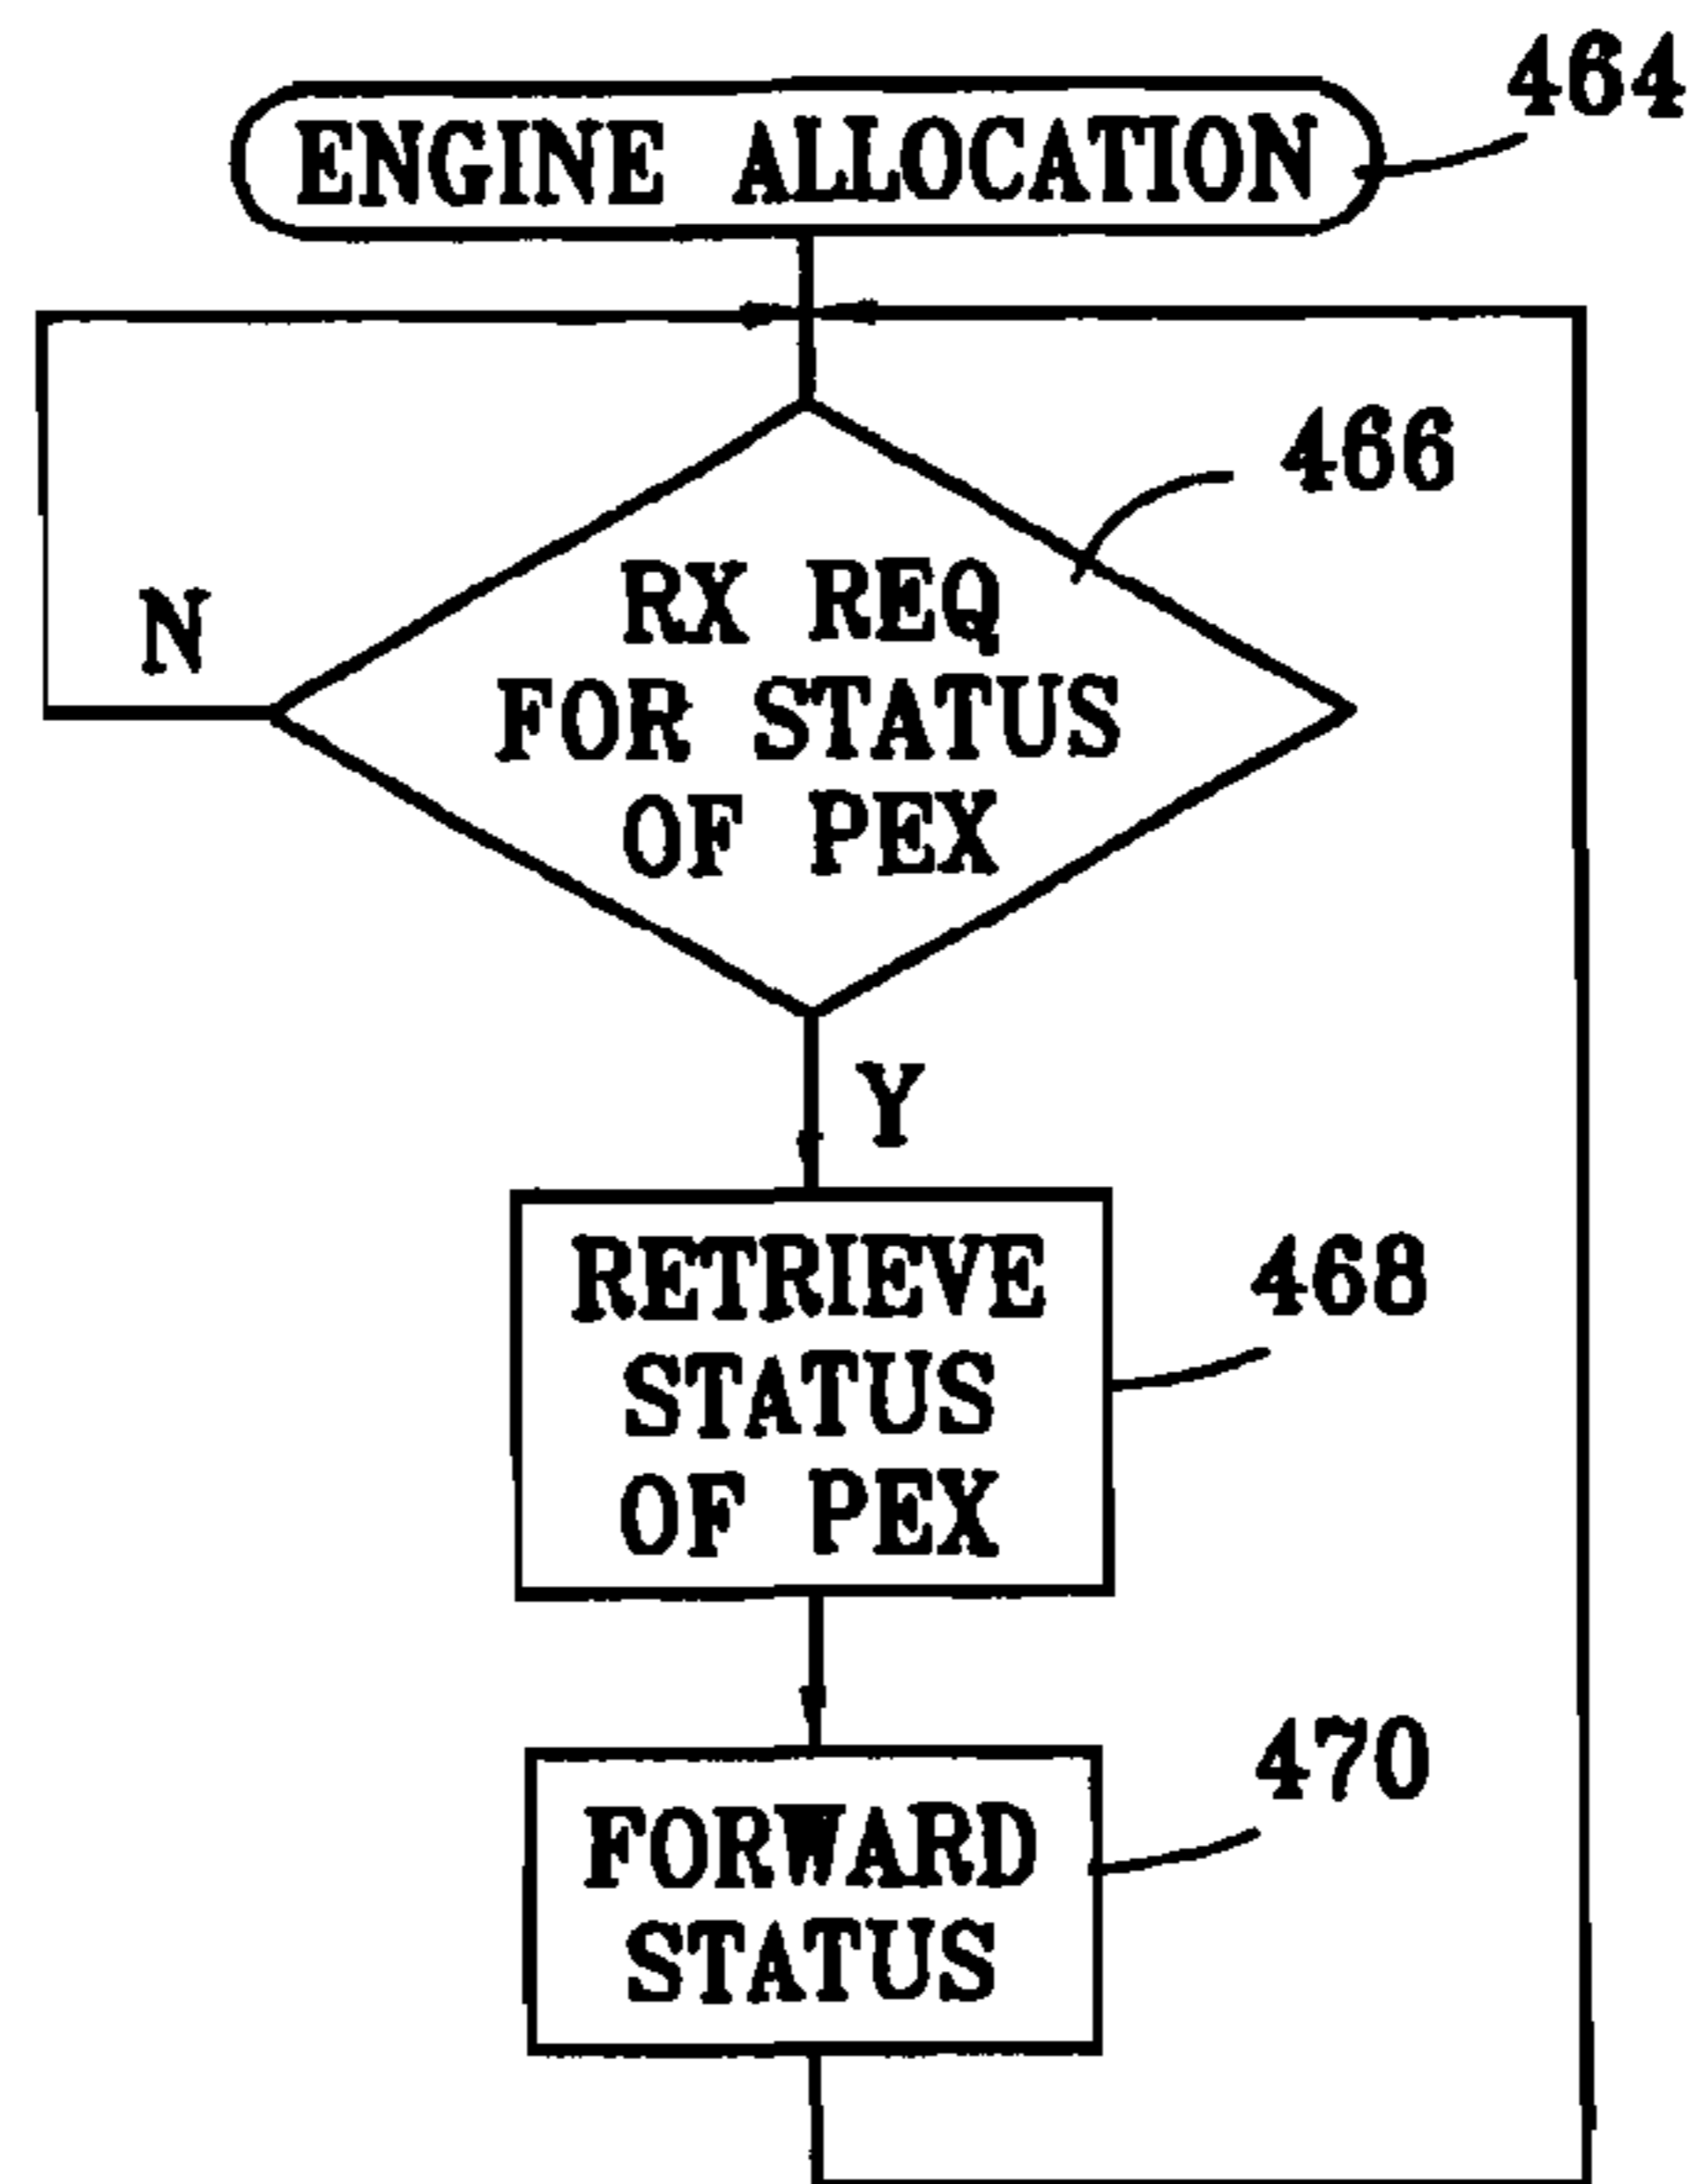 464
ENGINE ALLOCATION
466
RX REQ
FOR STATUS
OF PEX
N
Y
RETRIEVE
STATUS
OF PEX
468
470
FORWARD
STATUS